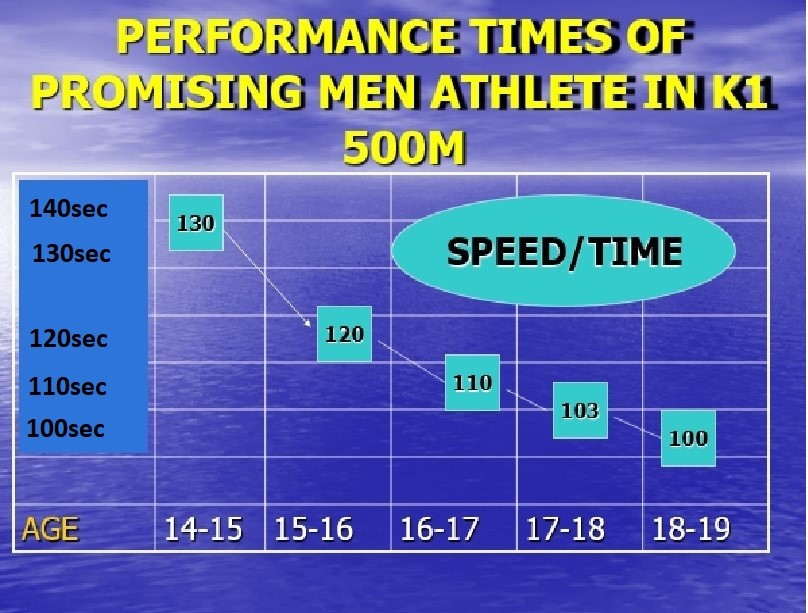 PERFORMANCE TIMES OF
PROMISING MEN ATHLETE IN K1
500M
140sec
130sec
120sec
110sec
100sec
130
120
110
103
100
SPEED/TIME
AGE 14-15 15-16 16-17 17-18 18-19